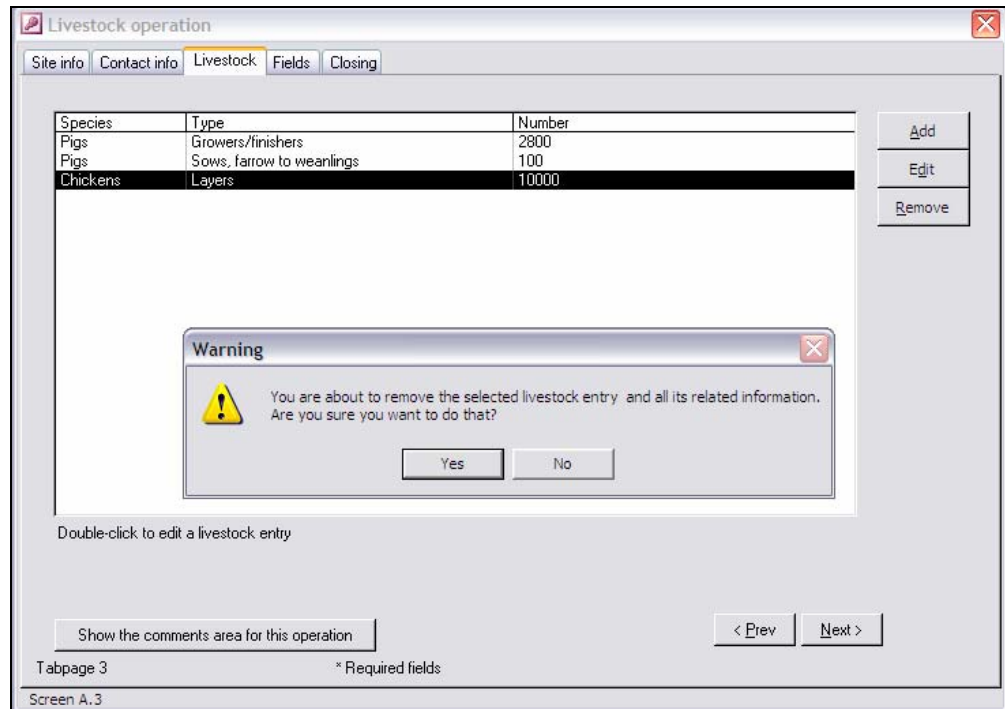 Livestock operation
Site info Contact info Livestock Fields Closing
Species Type Number
Pigs Growers/finishers 2800
Pigs Sows, farrow to weanlings 100
Chickens Layers 10000
Add
Edit
Remove
Warning
You are about to remove the selected livestock entry and all its related information.
Are you sure you want to do that?
Yes No
Double-click to edit a livestock entry
Show the comments area for this operation
< Prev Next >
Tabpage 3 * Required fields
Screen A.3